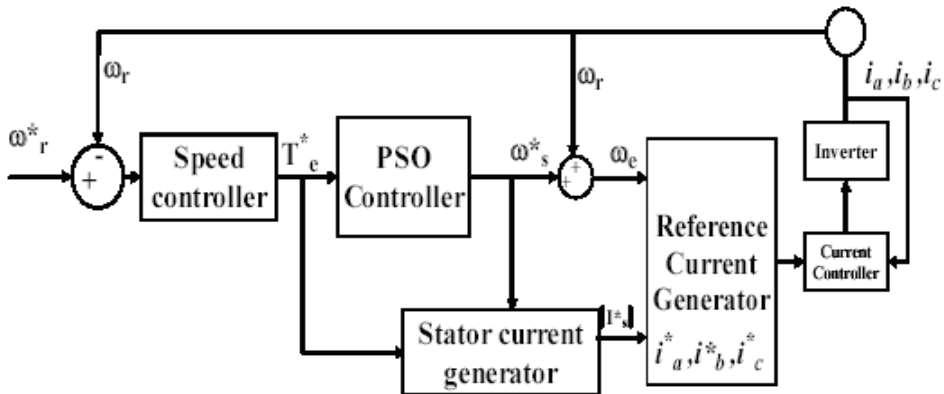 ωr
ωr
ia,ib,ic
ω*r
-
+
Speed
controller
T*e
PSO
Controller
ω*s
+
+
ωe
Inverter
Reference
Current
Generator
i*a,i*b,i*c
Current
Controller
Stator current
generator
|I*s|